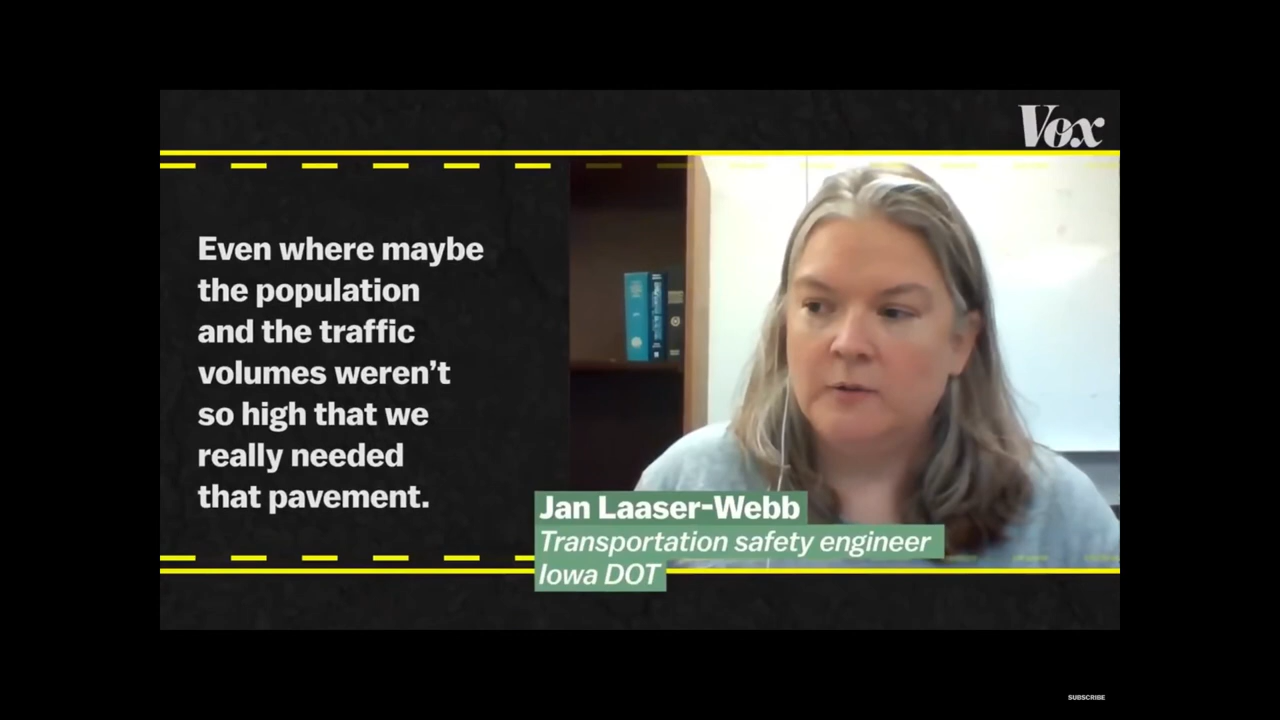 Vox
Even where maybe
the population
and the traffic
volumes weren't
so high that we
really needed
that pavement.
Jan Laaser-Webb
Transportation safety engineer
Iowa DOT
SUBSCRIBE